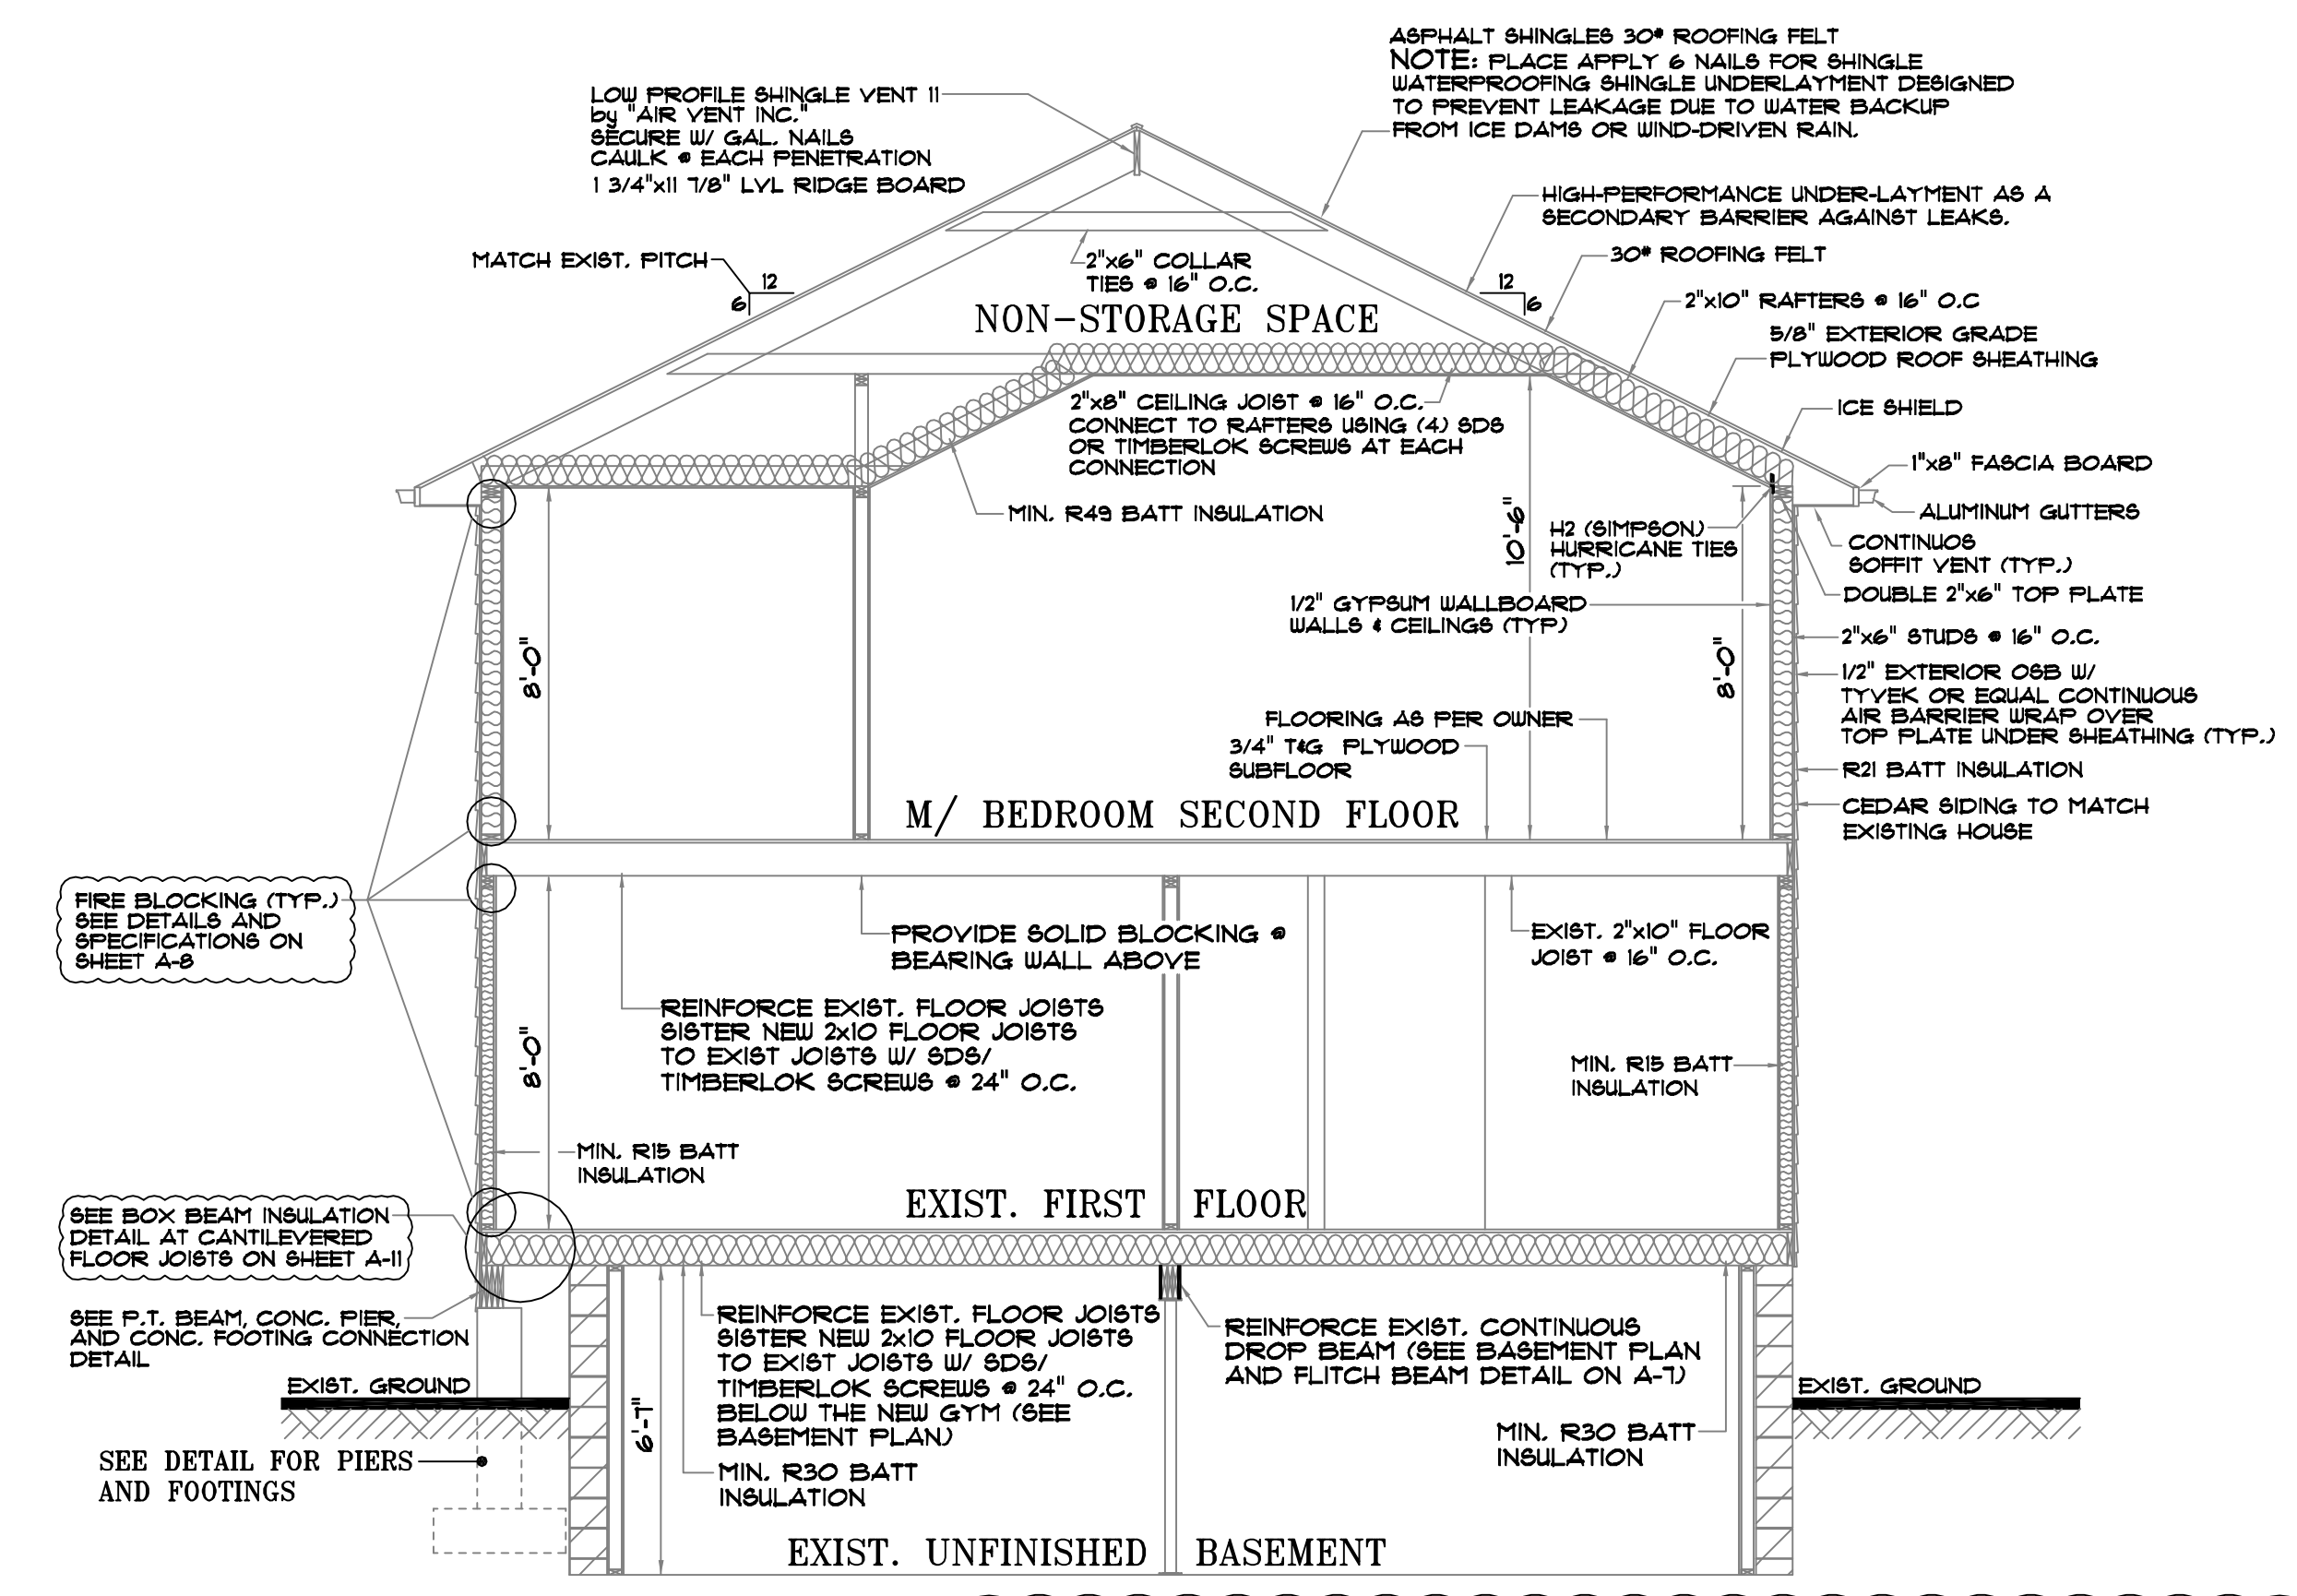 ASPHALT SHINGLES 30# ROOFING FELT
NOTE: PLACE APPLY 6 NAILS FOR SHINGLE
WATERPROOFING SHINGLE UNDERLAYMENT DESIGNED
TO PREVENT LEAKAGE DUE TO WATER BACKUP
FROM ICE DAMS OR WIND-DRIVEN RAIN.
LOW PROFILE SHINGLE VENT 11
by "AIR VENT INC."
SECURE W/ GAL. NAILS
CAULK @ EACH PENETRATION
1 3/4"x11 7/8" LVL RIDGE BOARD
HIGH-PERFORMANCE UNDER-LAYMENT AS A
SECONDARY BARRIER AGAINST LEAKS.
MATCH EXIST. PITCH
12
6
2"x6" COLLAR
TIES @ 16" O.C.
12
6
30# ROOFING FELT
NON-STORAGE SPACE
2"x10" RAFTERS @ 16" O.C
5/8" EXTERIOR GRADE
PLYWOOD ROOF SHEATHING
2"x8" CEILING JOIST @ 16" O.C.
CONNECT TO RAFTERS USING (4) SDS
OR TIMBERLOK SCREWS AT EACH
CONNECTION
ICE SHIELD
1"x8" FASCIA BOARD
MIN. R49 BATT INSULATION
10'-6"
H2 (SIMPSON)
HURRICANE TIES
(TYP.)
ALUMINUM GUTTERS
CONTINUOS
SOFFIT VENT (TYP.)
DOUBLE 2"x6" TOP PLATE
1/2" GYPSUM WALLBOARD
WALLS & CEILINGS (TYP)
8'-0"
8'-0"
2"x6" STUDS @ 16" O.C.
1/2" EXTERIOR OSB W/
TYVEK OR EQUAL CONTINUOUS
AIR BARRIER WRAP OVER
TOP PLATE UNDER SHEATHING (TYP.)
FLOORING AS PER OWNER
3/4" T&G PLYWOOD
SUBFLOOR
R21 BATT INSULATION
CEDAR SIDING TO MATCH
EXISTING HOUSE
M/ BEDROOM SECOND FLOOR
FIRE BLOCKING (TYP.)
SEE DETAILS AND
SPECIFICATIONS ON
SHEET A-8
PROVIDE SOLID BLOCKING @
BEARING WALL ABOVE
EXIST. 2"x10" FLOOR
JOIST @ 16" O.C.
REINFORCE EXIST. FLOOR JOISTS
SISTER NEW 2x10 FLOOR JOISTS
TO EXIST JOISTS W/ SDS/
TIMBERLOK SCREWS @ 24" O.C.
8'-0"
MIN. R15 BATT
INSULATION
MIN. R15 BATT
INSULATION
EXIST. FIRST FLOOR
SEE BOX BEAM INSULATION
DETAIL AT CANTILEVERED
FLOOR JOISTS ON SHEET A-11
SEE P.T. BEAM, CONC. PIER,
AND CONC. FOOTING CONNECTION
DETAIL
REINFORCE EXIST. FLOOR JOISTS
SISTER NEW 2x10 FLOOR JOISTS
TO EXIST JOISTS W/ SDS/
TIMBERLOK SCREWS @ 24" O.C.
BELOW THE NEW GYM (SEE
BASEMENT PLAN)
REINFORCE EXIST. CONTINUOUS
DROP BEAM (SEE BASEMENT PLAN
AND FLITCH BEAM DETAIL ON A-7)
EXIST. GROUND
EXIST. GROUND
6'-7"
MIN. R30 BATT
INSULATION
SEE DETAIL FOR PIERS
AND FOOTINGS
MIN. R30 BATT
INSULATION
EXIST. UNFINISHED BASEMENT